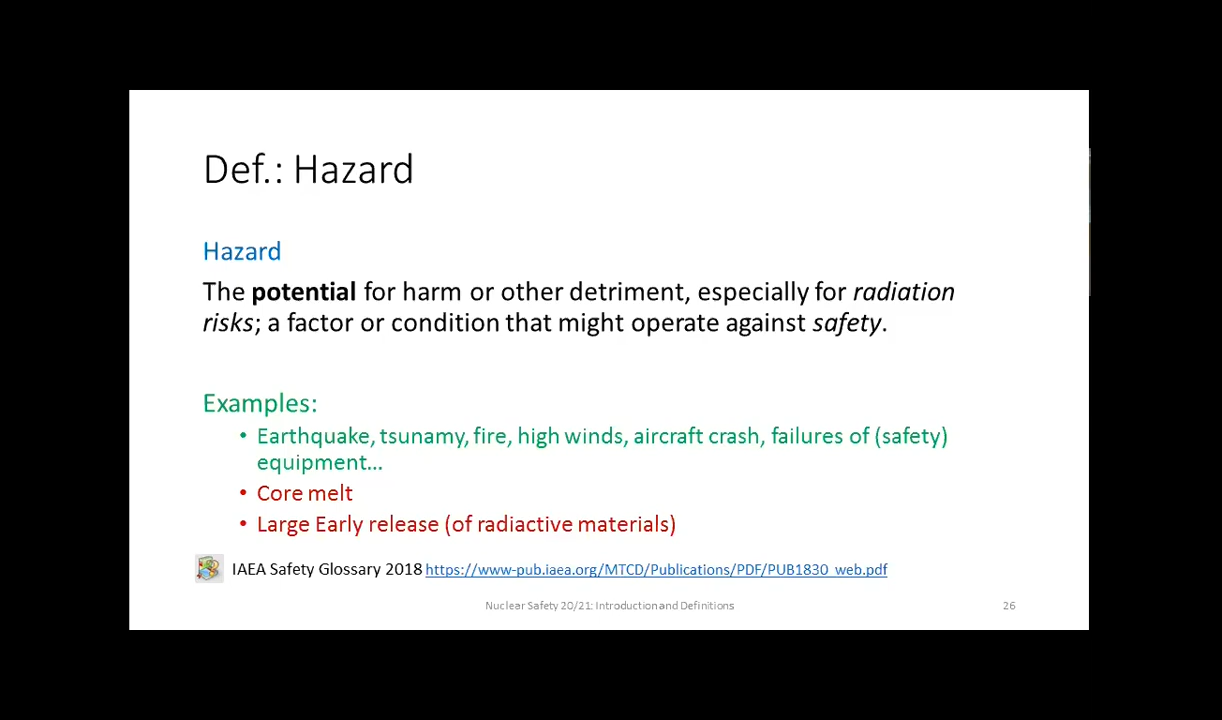 Def.: Hazard
Hazard
The potential for harm or other detriment, especially for radiation
risks; a factor or condition that might operate against safety.
Examples:
• Earthquake, tsunamy, fire, high winds, aircraft crash, failures of (safety)
equipment...
• Core melt
• Large Early release (of radiactive materials)
IAEA Safety Glossary 2018 https://www-pub.iaea.org/MTCD/Publications/PDF/PUB1830_web.pdf
Nuclear Safety 20/21: Introduction and Definitions
26